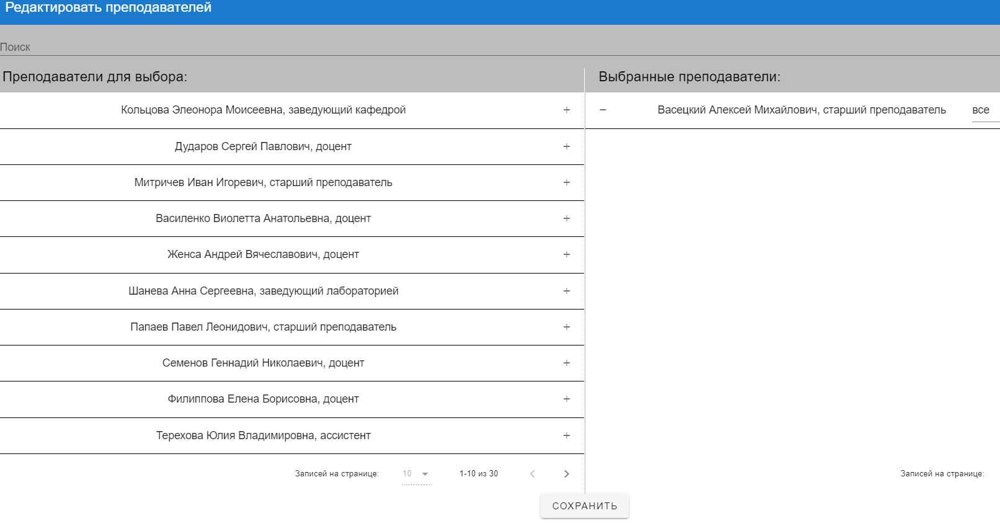 Редактировать преподавателей
Поиск
Преподаватели для выбора:
Выбранные преподаватели:
Кольцова Элеонора Моисеевна, заведующий кафедрой +
− Васецкий Алексей Михайлович, старший преподаватель все
Дударов Сергей Павлович, доцент +
Митричев Иван Игоревич, старший преподаватель +
Василенко Виолетта Анатольевна, доцент +
Женса Андрей Вячеславович, доцент +
Шанева Анна Сергеевна, заведующий лабораторией +
Папаев Павел Леонидович, старший преподаватель +
Семенов Геннадий Николаевич, доцент +
Филиппова Елена Борисовна, доцент +
Терехова Юлия Владимировна, ассистент +
Записей на странице: 10 1-10 из 30
Записей на странице:
СОХРАНИТЬ